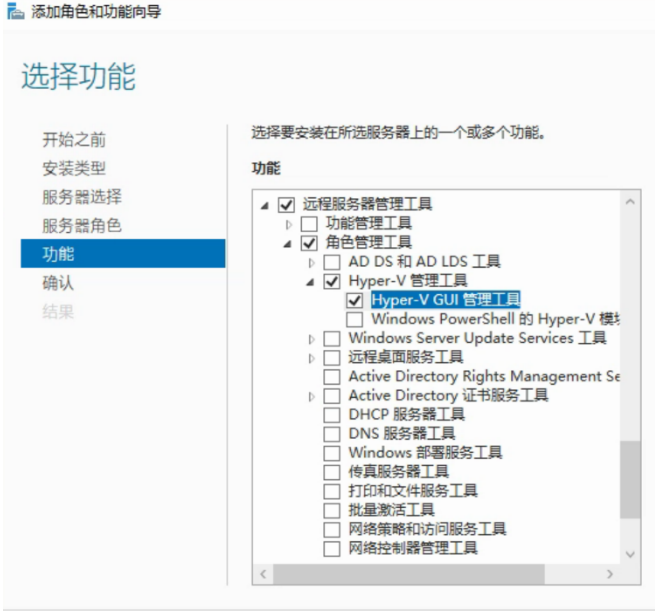 添加角色和功能向导
选择功能
开始之前
安装类型
服务器选择
服务器角色
功能
确认
结果
选择要安装在所选服务器上的一个或多个功能。
功能
远程服务器管理工具
功能管理工具
角色管理工具
AD DS 和 AD LDS 工具
Hyper-V 管理工具
Hyper-V GUI 管理工具
Windows PowerShell 的 Hyper-V 模
Windows Server Update Services 工具
远程桌面服务工具
Active Directory Rights Management Se
Active Directory 证书服务工具
DHCP 服务器工具
DNS 服务器工具
Windows 部署服务工具
传真服务器工具
打印和文件服务工具
批量激活工具
网络策略和访问服务工具
网络控制器管理工具